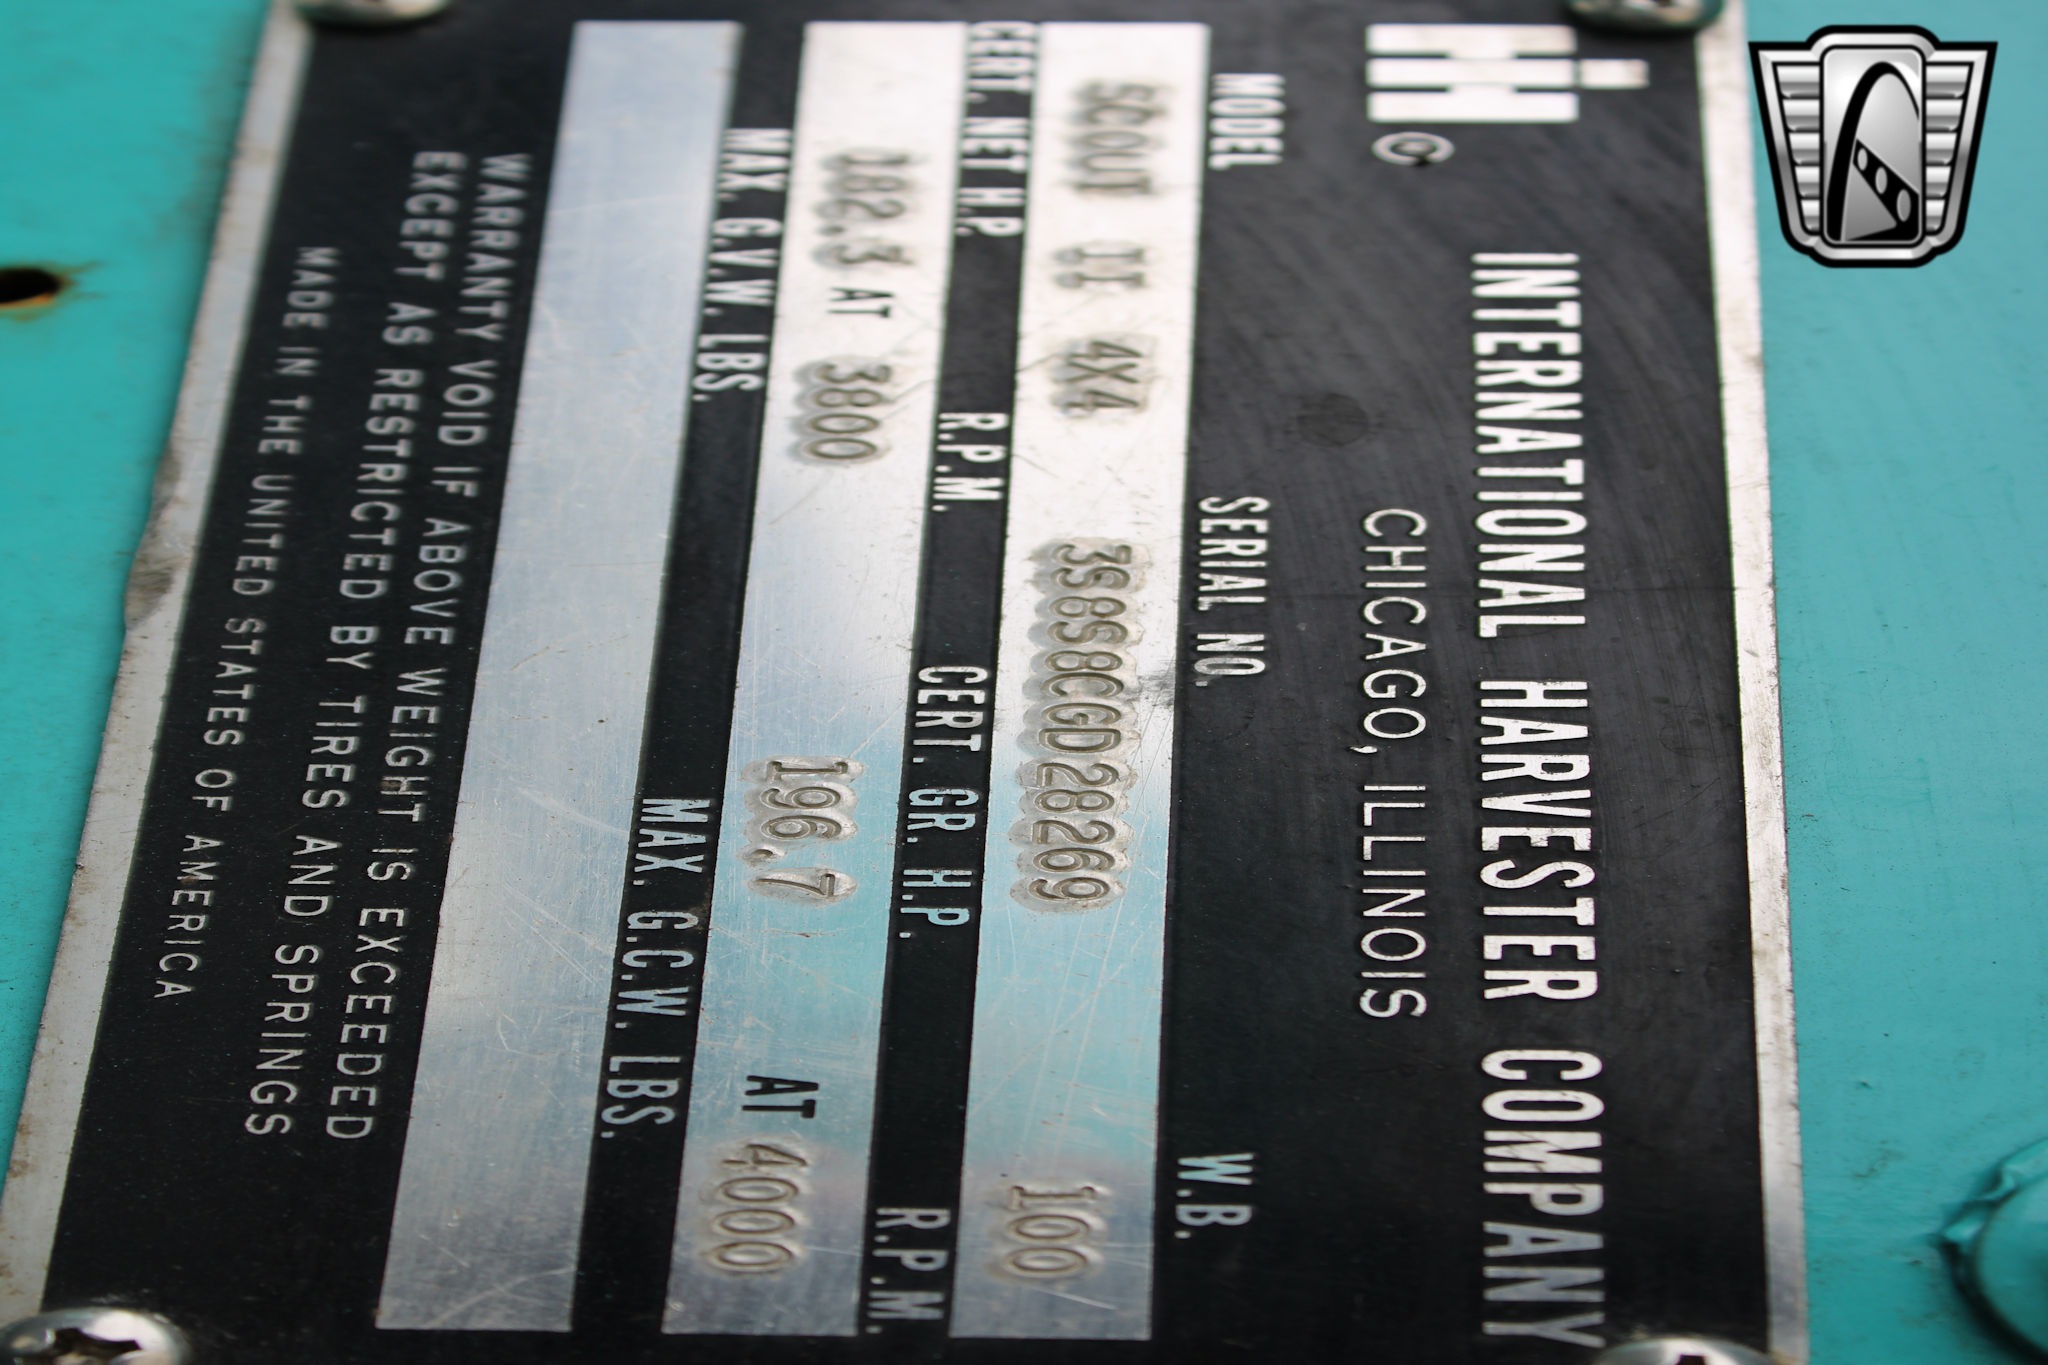 IH ©
INTERNATIONAL HARVESTER COMPANY
CHICAGO, ILLINOIS
MODEL SERIAL NO. W.B.
SCOUT II 4X4 3S8S8CGD28269 100
CERT. NET H.P. R.P.M. CERT. GR. H.P. R.P.M.
182.3 AT 3800 196.7 AT 4000
MAX. G.V.W. LBS. MAX. G.C.W. LBS.
WARRANTY VOID IF ABOVE WEIGHT IS EXCEEDED
EXCEPT AS RESTRICTED BY TIRES AND SPRINGS
MADE IN THE UNITED STATES OF AMERICA